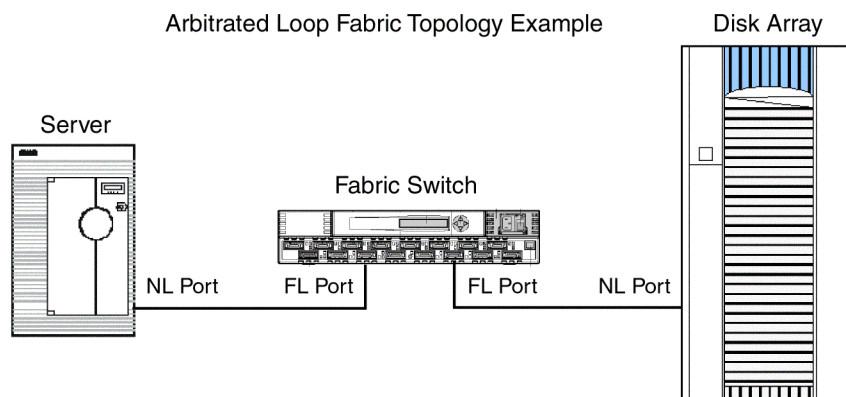 Arbitrated Loop Fabric Topology Example
Disk Array
Server
Fabric Switch
NL Port
FL Port
FL Port
NL Port